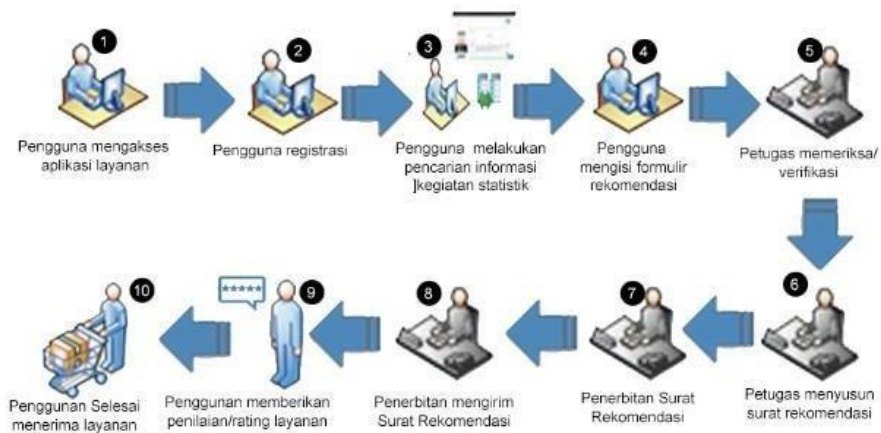 1
Pengguna mengakses
aplikasi layanan
2
Pengguna registrasi
3
Pengguna melakukan
pencarian informasi
]kegiatan statistik
4
Pengguna
mengisi formulir
rekomendasi
5
Petugas memeriksa/
verifikasi
6
Petugas menyusun
surat rekomendasi
7
Penerbitan Surat
Rekomendasi
8
Penerbitan mengirim
Surat Rekomendasi
9
*****
Penggunan memberikan
penilaian/rating layanan
10
Penggunan Selesai
menerima layanan